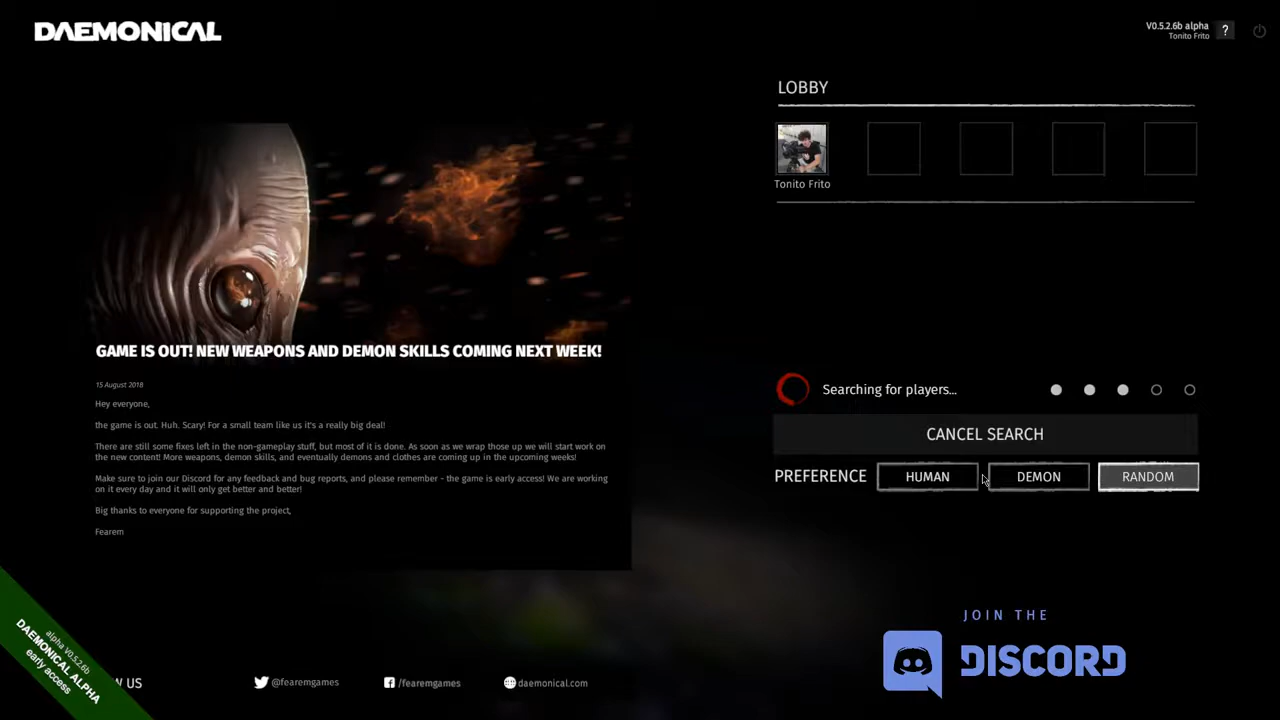 DAEMONICAL
V0.5.2.6b alpha
Tonito Frito
?
LOBBY
Tonito Frito
GAME IS OUT! NEW WEAPONS AND DEMON SKILLS COMING NEXT WEEK!
15 August 2018
Hey everyone,
the game is out. Huh. Scary! For a small team like us it's a really big deal!
There are still some fixes left in the non-gameplay stuff, but most of it is done. As soon as we wrap those up we will start work on
the new content! More weapons, demon skills, and eventually demons and clothes are coming up in the upcoming weeks!
Make sure to join our Discord for any feedback and bug reports, and please remember - the game is early access! We are working
on it every day and it will only get better and better!
Big thanks to everyone for supporting the project,
Fearem
Searching for players...
CANCEL SEARCH
PREFERENCE
HUMAN
DEMON
RANDOM
JOIN THE
DISCORD
alpha V0.5.2.6b
DAEMONICAL ALPHA
early access
W US
@fearemgames
/fearemgames
daemonical.com